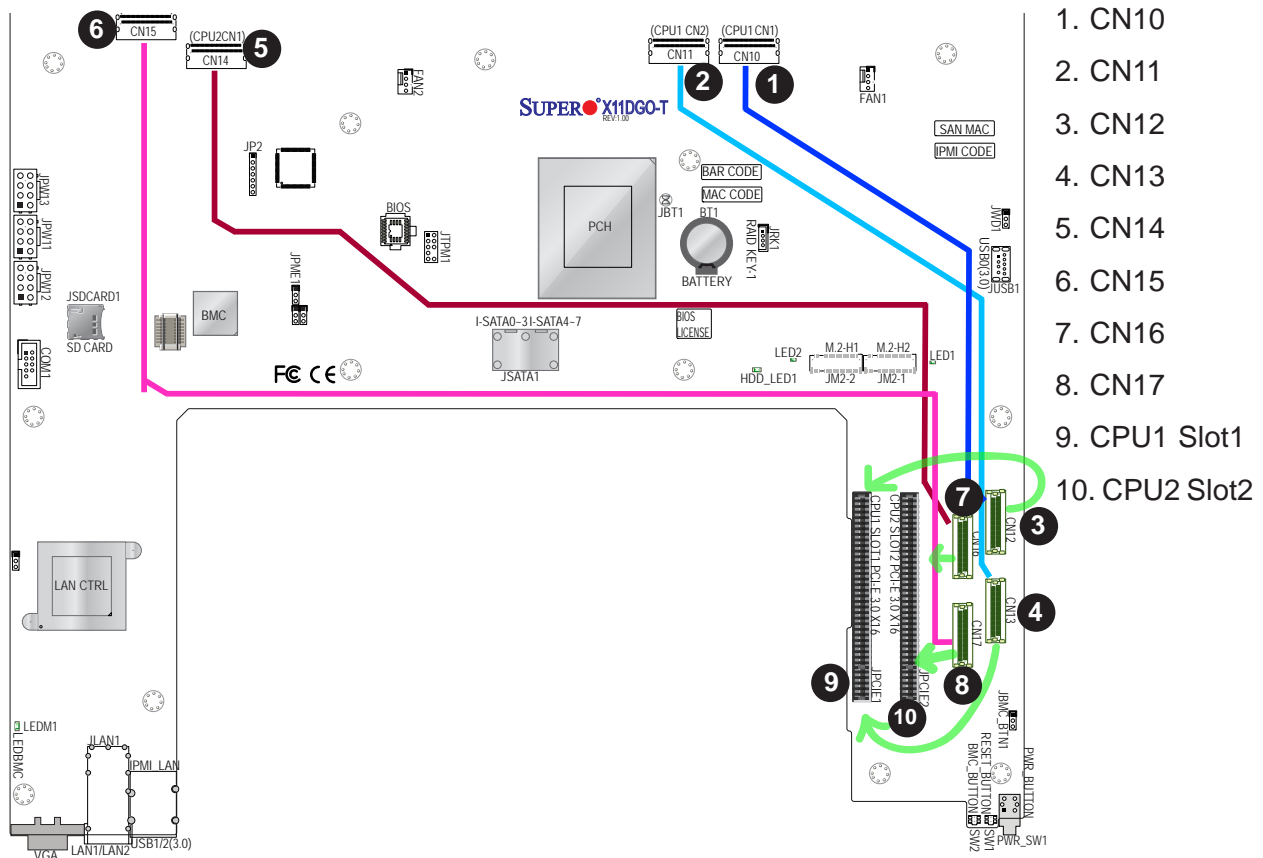 6
CN15
(CPU2CN1)
CN14
5
(CPU1 CN2)
CN11
2
(CPU1 CN1)
CN10
1
1. CN10
2. CN11
3. CN12
4. CN13
5. CN14
6. CN15
7. CN16
8. CN17
9. CPU1 Slot1
10. CPU2 Slot2
FAN2
FAN1
SUPER X11DGO-T
REV:1.00
SAN MAC
IPMI CODE
BAR CODE
MAC CODE
JP2
JPW13
JPW11
JPW12
BIOS
JTPM1
PCH
JBT1
BT1
BATTERY
JRK1
RAID KEY-1
JWD1
USB0(3.0)
JUSB1
JPME1
JSDCARD1
SD CARD
BMC
COM1
FC CE
I-SATA0~3 I-SATA4~7
JSATA1
BIOS
LICENSE
LED2
HDD_LED1
M.2-H1
M.2-H2
JM2-2
JM2-1
LED1
7
CN16
CN12
3
CPU1 SLOT1 PCI-E 3.0 X16
CPU2 SLOT2 PCI-E 3.0 X16
CN13
4
CN17
8
JPCIE1
JPCIE2
9
10
LAN CTRL
LEDM1
LEDBMC
JLAN1
IPMI_LAN
USB1/2(3.0)
LAN1/LAN2
VGA
JBMC_BTN1
RESET_BUTTON
BMC_BUTTON
SW2
SW1
PWR_BUTTON
PWR_SW1